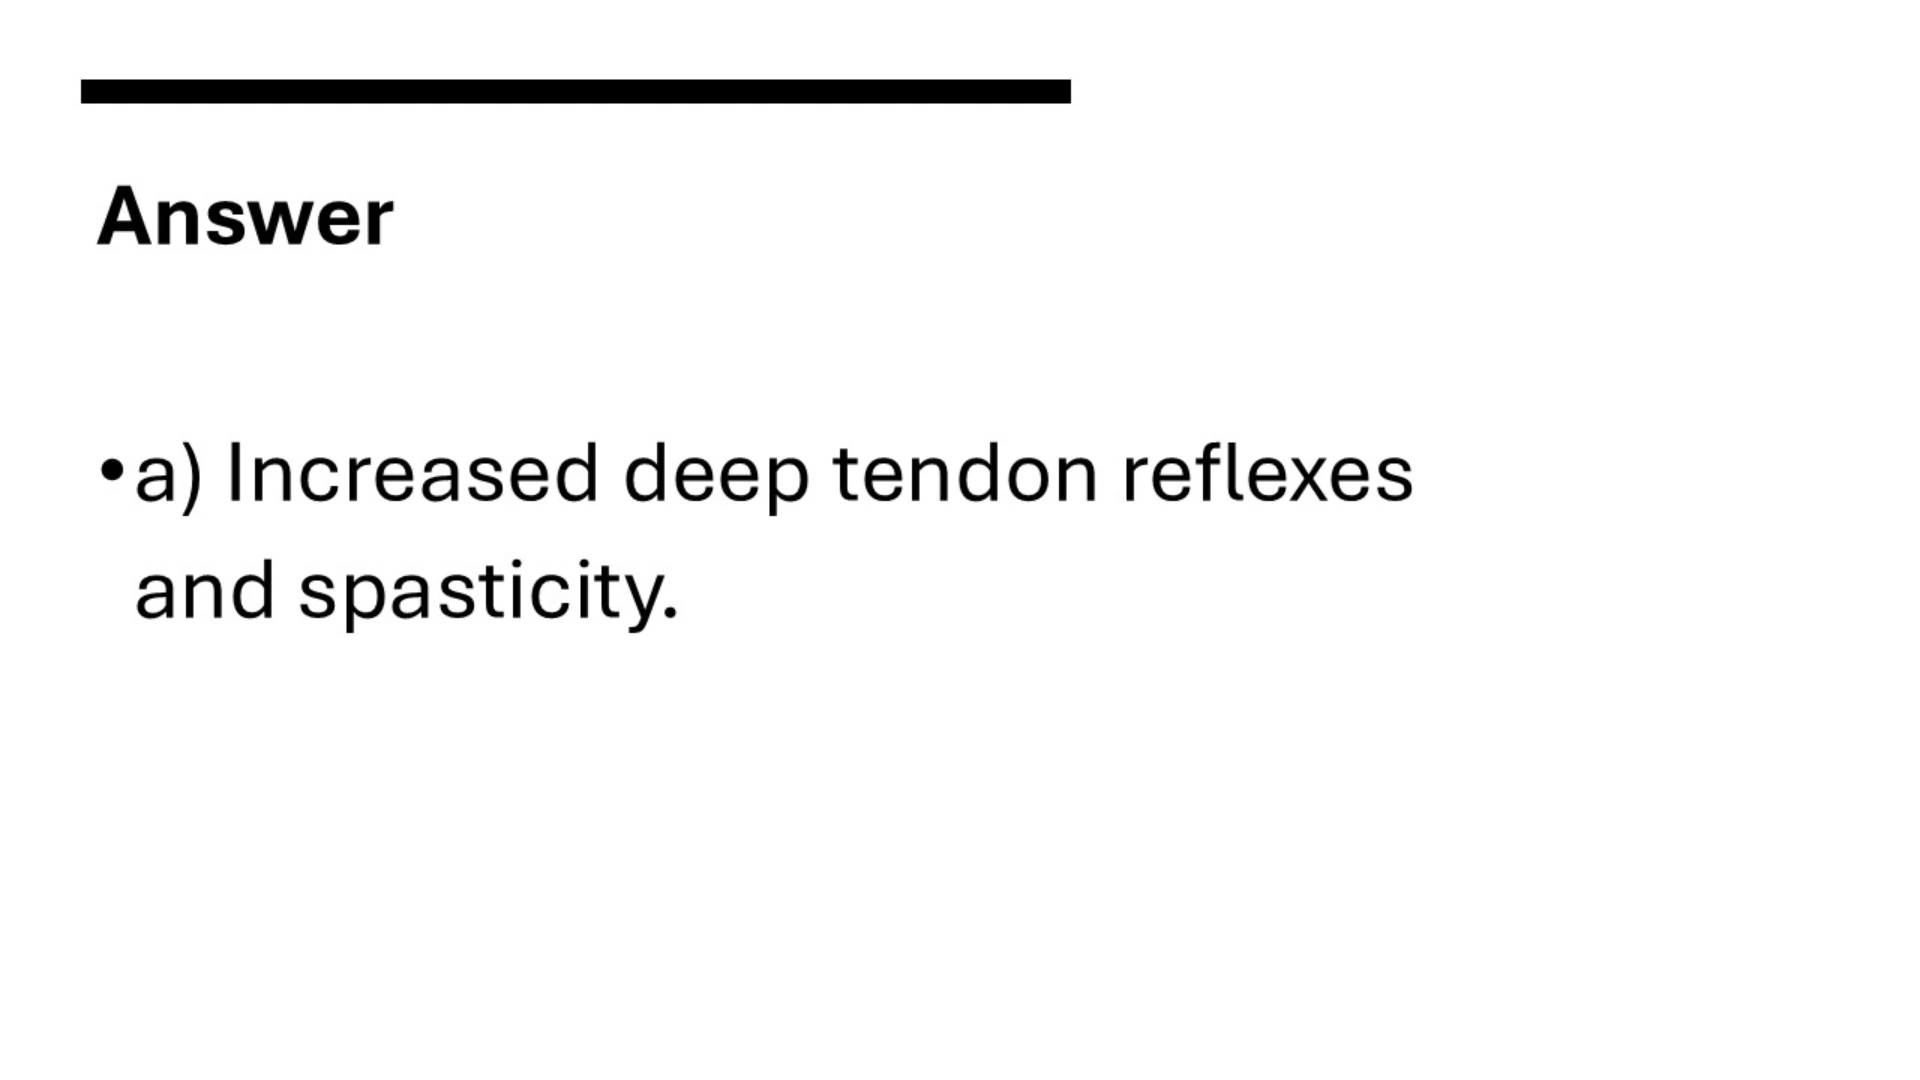 Answer
•a) Increased deep tendon reflexes
and spasticity.